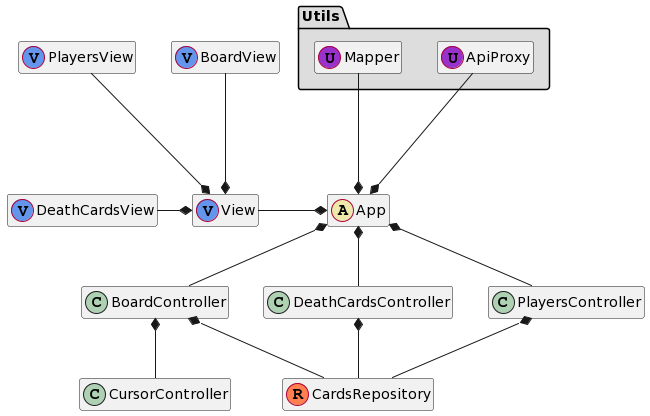 Utils
V PlayersView
V BoardView
U Mapper
U ApiProxy
V DeathCardsView
V View
A App
C BoardController
C DeathCardsController
C PlayersController
C CursorController
R CardsRepository